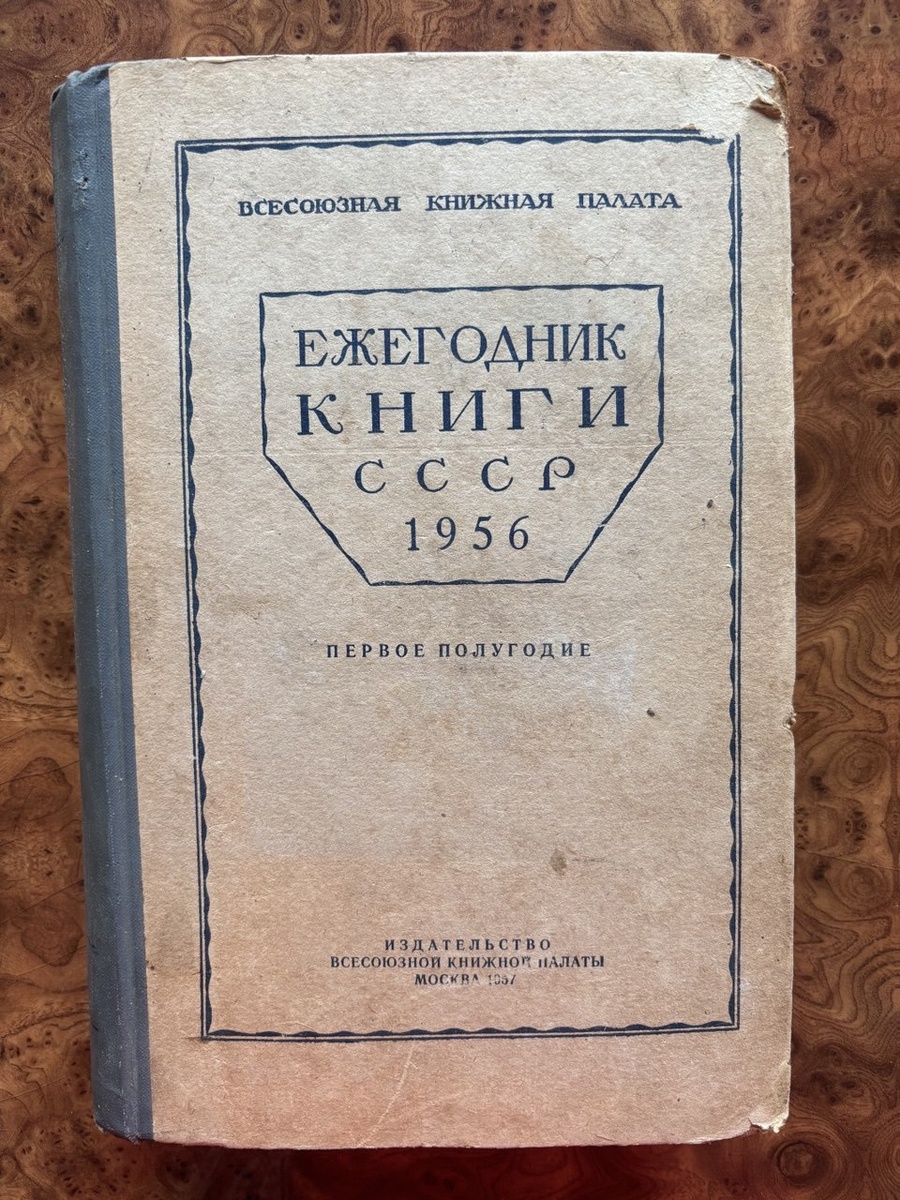 ВСЕСОЮЗНАЯ КНИЖНАЯ ПАЛАТА
ЕЖЕГОДНИК
КНИГИ
СССР
1956
ПЕРВОЕ ПОЛУГОДИЕ
ИЗДАТЕЛЬСТВО
ВСЕСОЮЗНОЙ КНИЖНОЙ ПАЛАТЫ
МОСКВА 1957